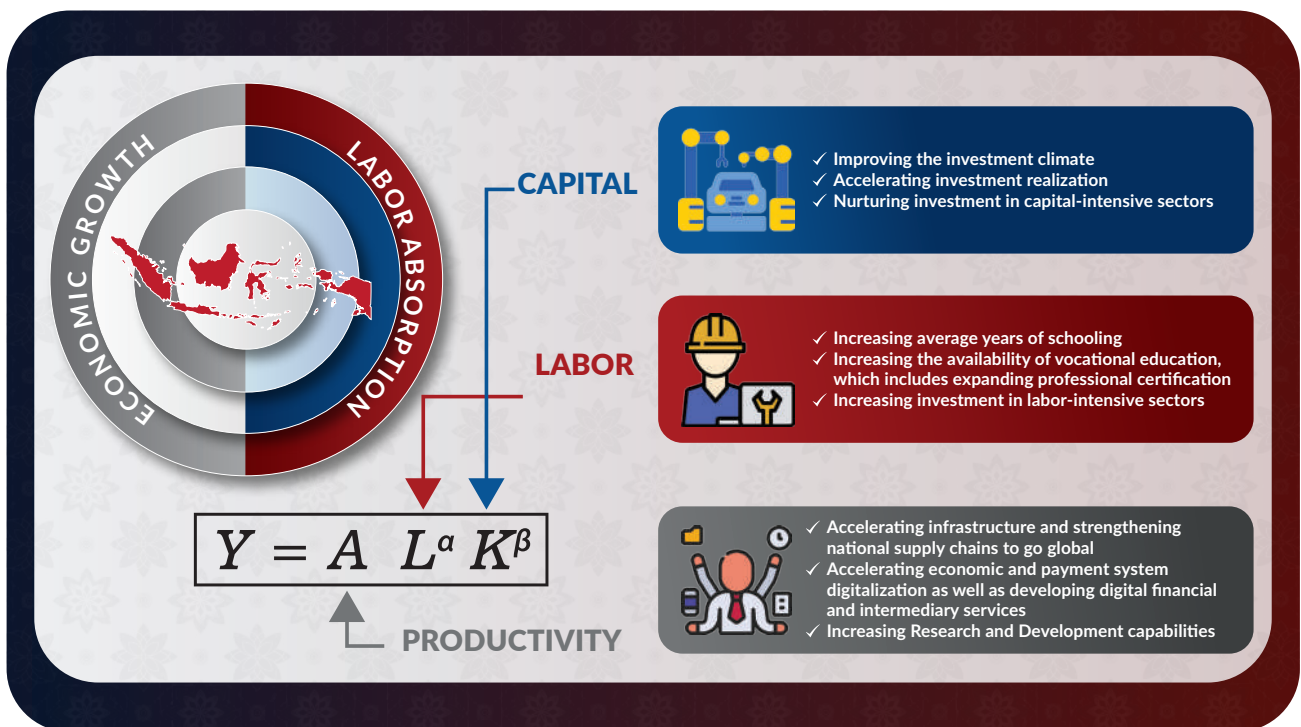 ECONOMIC GROWTH
LABOR ABSORPTION
CAPITAL
✓ Improving the investment climate
✓ Accelerating investment realization
✓ Nurturing investment in capital-intensive sectors
LABOR
✓ Increasing average years of schooling
✓ Increasing the availability of vocational education,
which includes expanding professional certification
✓ Increasing investment in labor-intensive sectors
Y = A L^α K^β
PRODUCTIVITY
✓ Accelerating infrastructure and strengthening
national supply chains to go global
✓ Accelerating economic and payment system
digitalization as well as developing digital financial
and intermediary services
✓ Increasing Research and Development capabilities